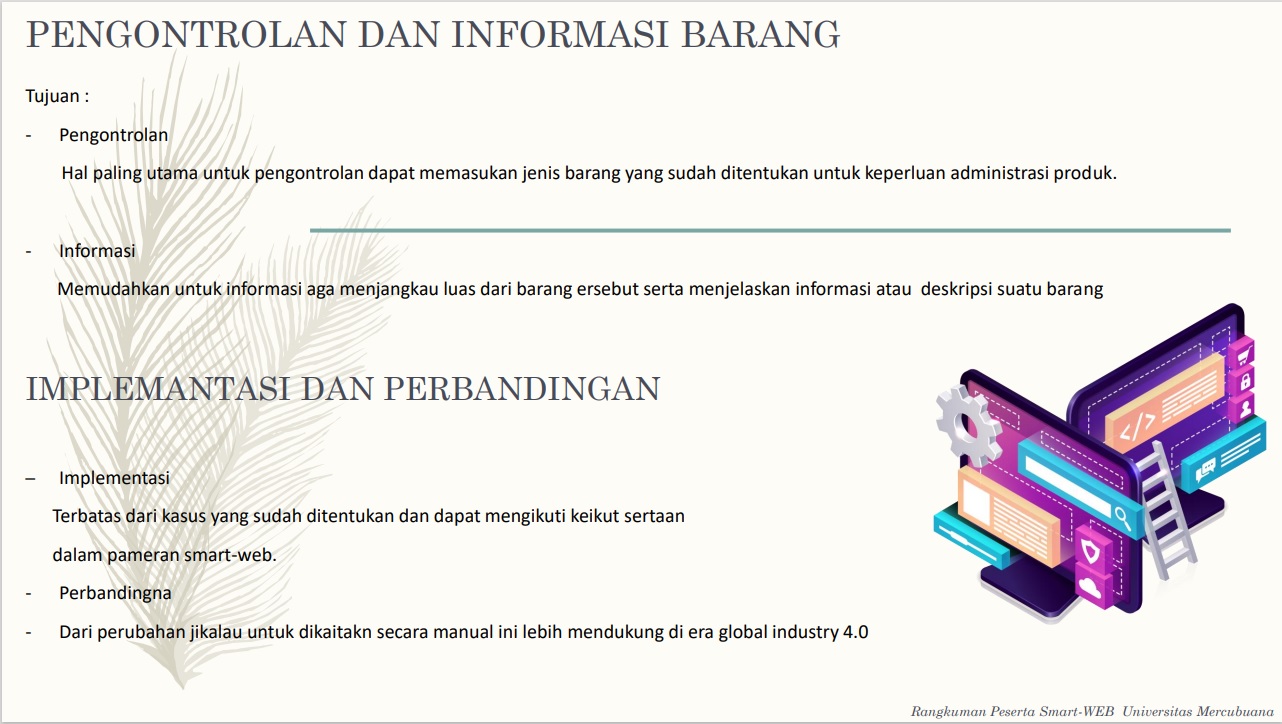 PENGONTROLAN DAN INFORMASI BARANG
Tujuan :
- Pengontrolan
Hal paling utama untuk pengontrolan dapat memasukan jenis barang yang sudah ditentukan untuk keperluan administrasi produk.
- Informasi
Memudahkan untuk informasi aga menjangkau luas dari barang ersebut serta menjelaskan informasi atau  deskripsi suatu barang
IMPLEMANTASI DAN PERBANDINGAN
– Implementasi
Terbatas dari kasus yang sudah ditentukan dan dapat mengikuti keikut sertaan
dalam pameran smart-web.
- Perbandingna
- Dari perubahan jikalau untuk dikaitakn secara manual ini lebih mendukung di era global industry 4.0
</>
Rangkuman Peserta Smart-WEB  Universitas Mercubuana